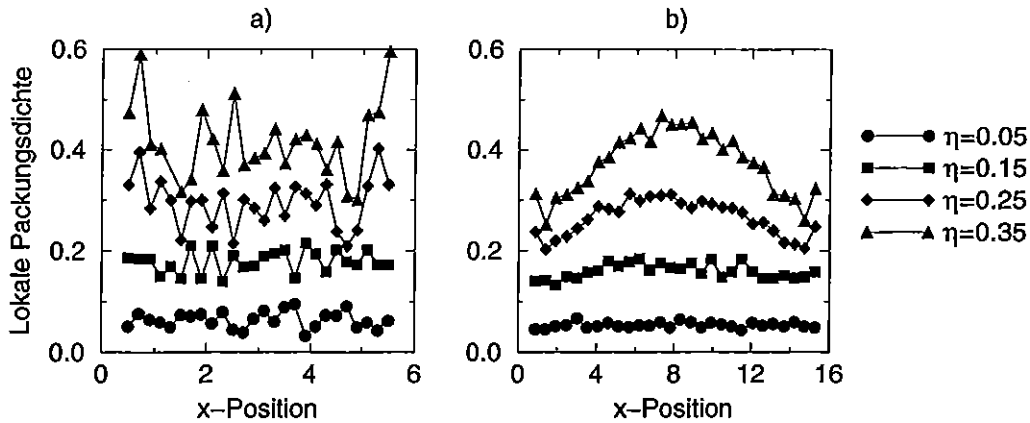 a)
b)
Lokale Packungsdichte
0.6
0.4
0.2
0.0
0 2 4 6
x–Position
0.6
0.4
0.2
0.0
0 4 8 12 16
x–Position
η=0.05
η=0.15
η=0.25
η=0.35